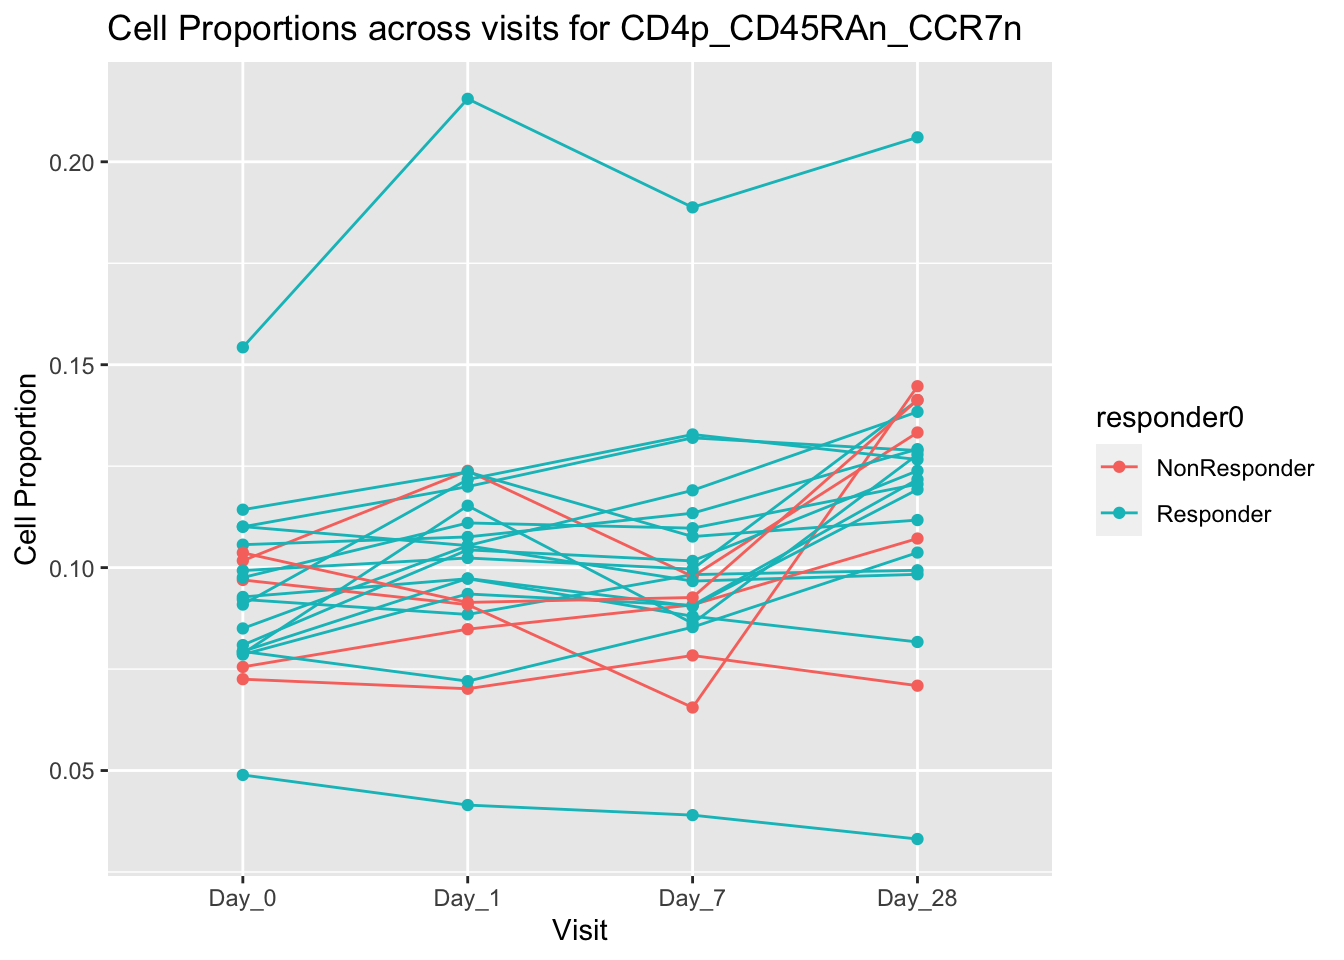 Cell Proportions across visits for CD4p_CD45RAn_CCR7n
0.20
0.15
0.10
0.05
Cell Proportion
Day_0
Day_1
Day_7
Day_28
Visit
responder0
NonResponder
Responder